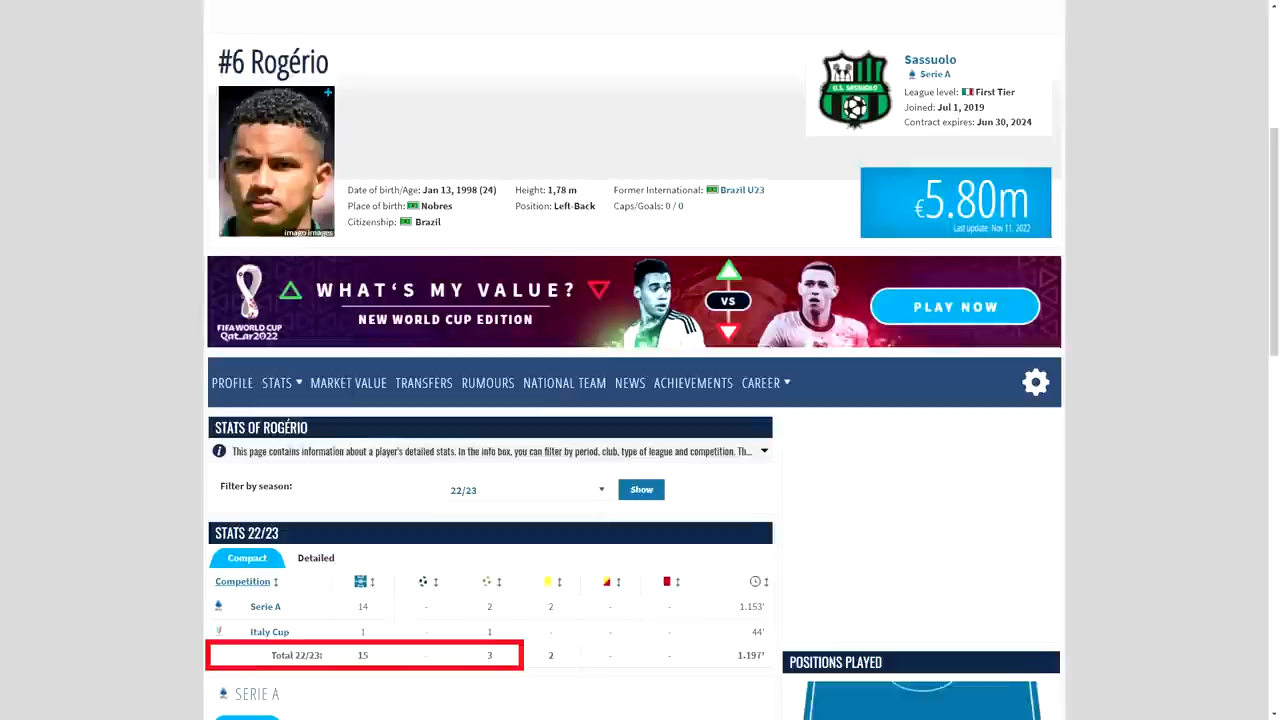 #6 Rogério
imago images
Date of birth/Age: Jan 13, 1998 (24)
Place of birth: Nobres
Citizenship: Brazil
Height: 1,78 m
Position: Left-Back
Former International: Brazil U23
Caps/Goals: 0 / 0
U.S. SASSUOLO
Sassuolo
Serie A
League level: First Tier
Joined: Jul 1, 2019
Contract expires: Jun 30, 2024
€5.80m
Last update: Nov 11, 2022
FIFA WORLD CUP
Qatar2022
WHAT'S MY VALUE?
NEW WORLD CUP EDITION
VS
PLAY NOW
PROFILE STATS MARKET VALUE TRANSFERS RUMOURS NATIONAL TEAM NEWS ACHIEVEMENTS CAREER
STATS OF ROGÉRIO
This page contains information about a player's detailed stats. In the info box, you can filter by period, club, type of league and competition. Th...
Filter by season: 22/23 Show
STATS 22/23
Compact Detailed
Competition
Serie A 14 - 2 2 - - 1.153'
Italy Cup 1 - 1 - - - 44'
Total 22/23: 15 - 3 2 - - 1.197'
SERIE A
POSITIONS PLAYED